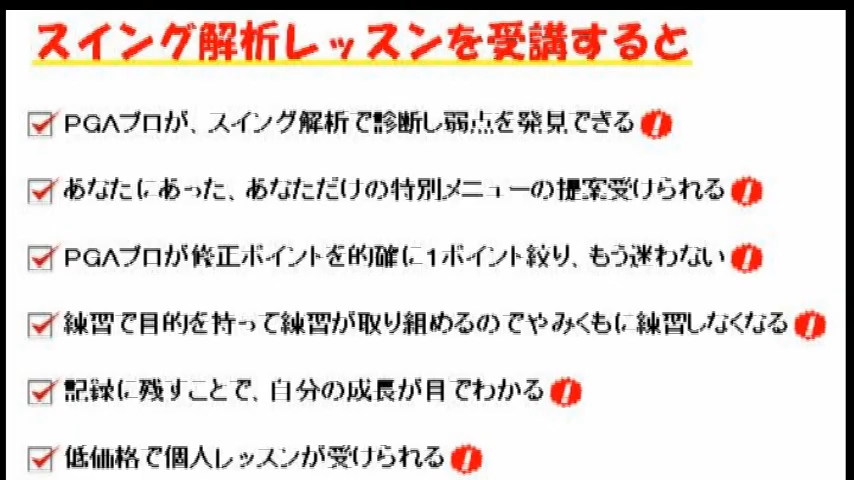 スイング解析レッスンを受講すると
PGAプロが、スイング解析で診断し弱点を発見できる!
あなたにあった、あなただけの特別メニューの提案受けられる!
PGAプロが修正ポイントを的確に1ポイント絞り、もう迷わない!
練習で目的を持って練習が取り組めるのでやみくもに練習しなくなる!
記録に残すことで、自分の成長が目でわかる!
低価格で個人レッスンが受けられる!